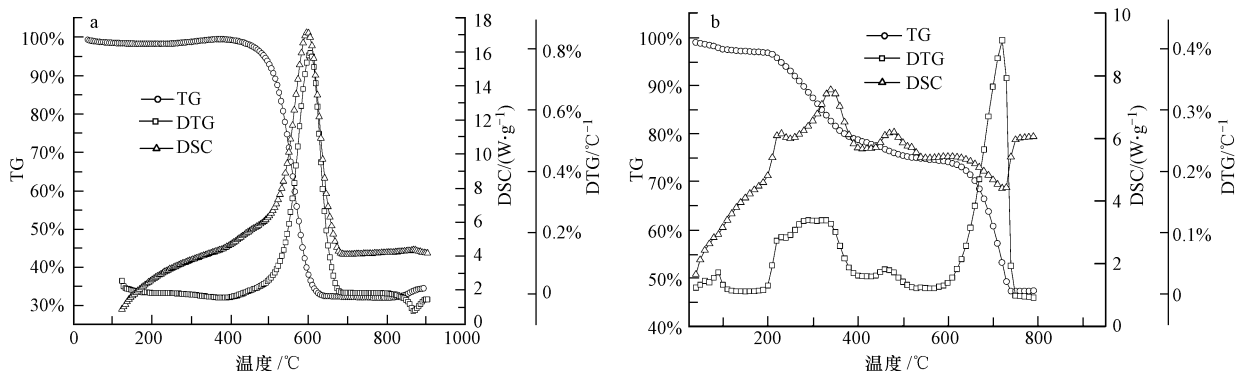 a
100%
90%
80%
70%
60%
50%
40%
30%
TG
TG
DTG
DSC
18
16
14
12
10
8
6
4
2
0
DSC/(W·g⁻¹)
0.8%
0.6%
0.4%
0.2%
0
DTG/℃⁻¹
0 200 400 600 800 1000
温度 /℃
b
100%
90%
80%
70%
60%
50%
40%
TG
TG
DTG
DSC
10
8
6
4
2
0
DSC/(W·g⁻¹)
0.4%
0.3%
0.2%
0.1%
0
DTG/℃⁻¹
200 400 600 800
温度 /℃